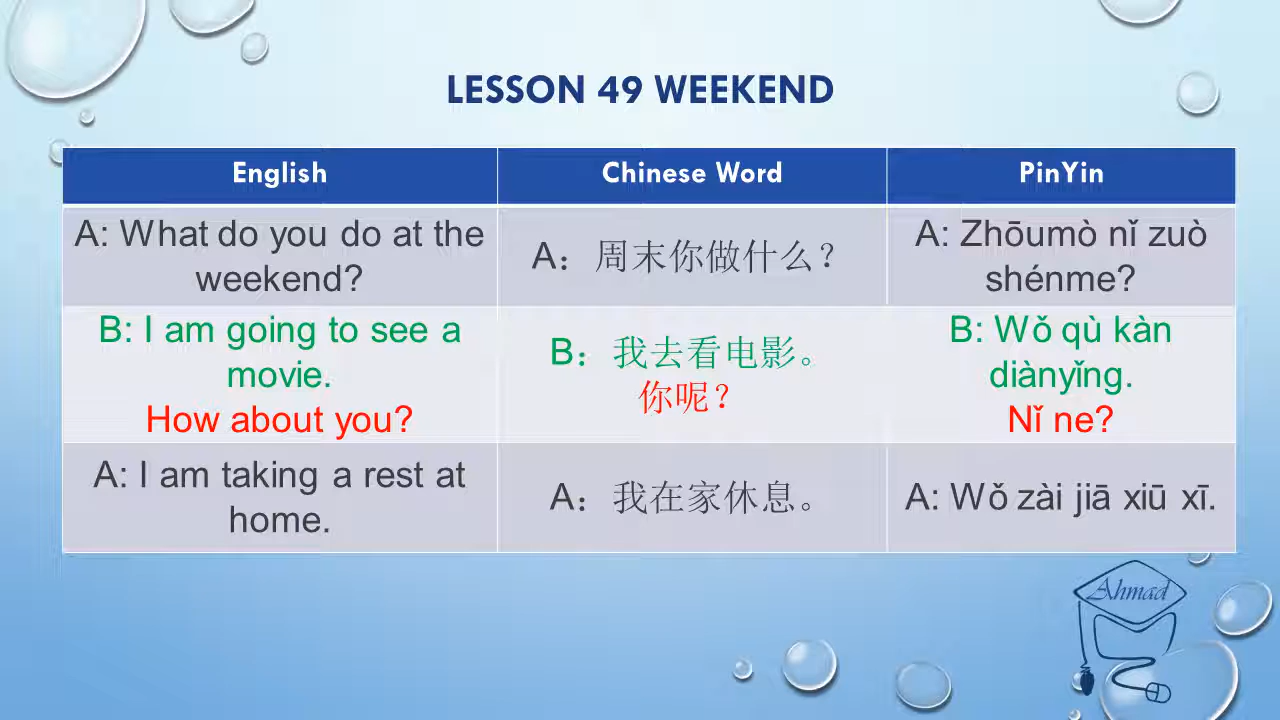 LESSON 49 WEEKEND
English
Chinese Word
PinYin
A: What do you do at the
weekend?
A：周末你做什么？
A: Zhōumò nǐ zuò
shénme?
B: I am going to see a
movie.
How about you?
B：我去看电影。
你呢？
B: Wǒ qù kàn
diànyǐng.
Nǐ ne?
A: I am taking a rest at
home.
A：我在家休息。
A: Wǒ zài jiā xiū xī.
Ahmad